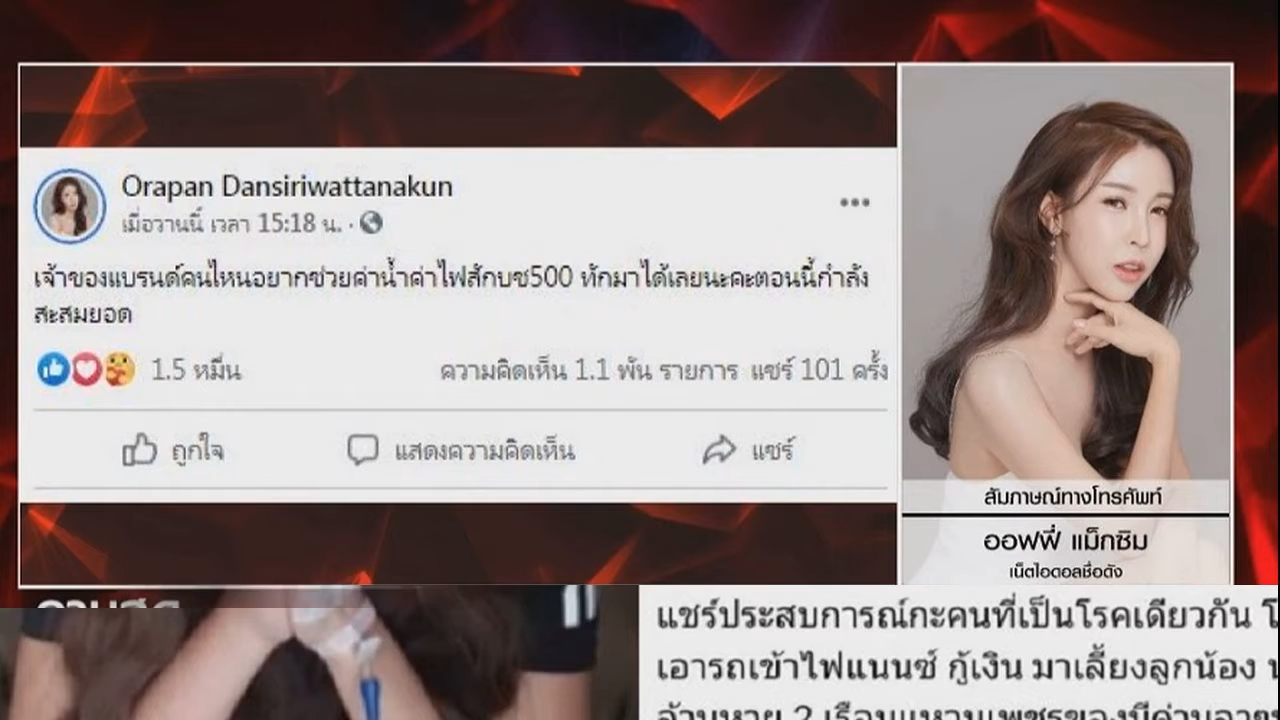 Orapan Dansiriwattanakun
เมื่อวานนี้ เวลา 15:18 น. ·
เจ้าของแบรนด์คนไหนอยากช่วยค่าน้ำค่าไฟสักบช500 ทักมาได้เลยนะคะตอนนี้กำลัง
สะสมยอด
1.5 หมื่น ความคิดเห็น 1.1 พัน รายการ แชร์ 101 ครั้ง
ถูกใจ แสดงความคิดเห็น แชร์
สัมภาษณ์ทางโทรศัพท์
ออฟฟี่ แม็กซิม
เน็ตไอดอลชื่อดัง
แชร์ประสบการณ์กะคนที่เป็นโรคเดียวกัน
เอารถเข้าไฟแนนซ์ กู้เงิน มาเลี้ยงลูกน้อง